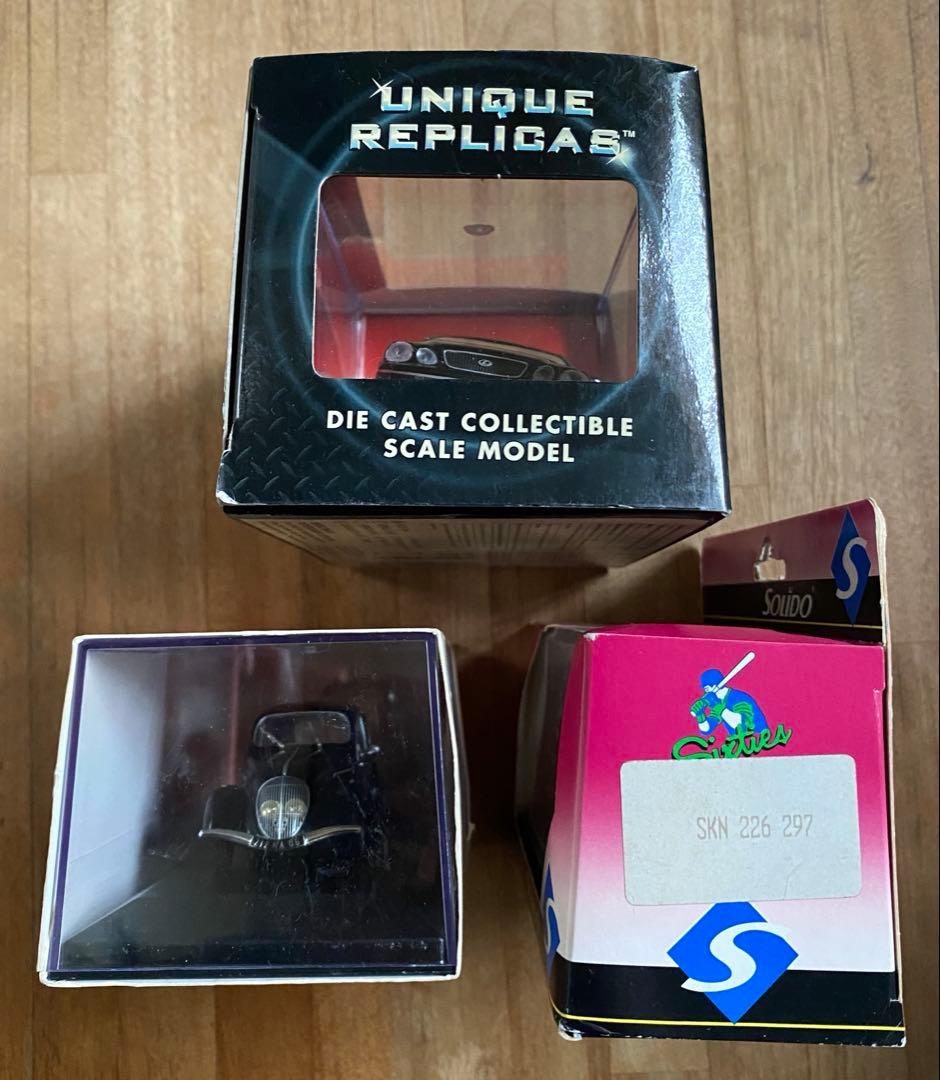 UNIQUE
REPLICAS™
DIE CAST COLLECTIBLE
SCALE MODEL
SOLIDO
Sixties
SKN 226 297